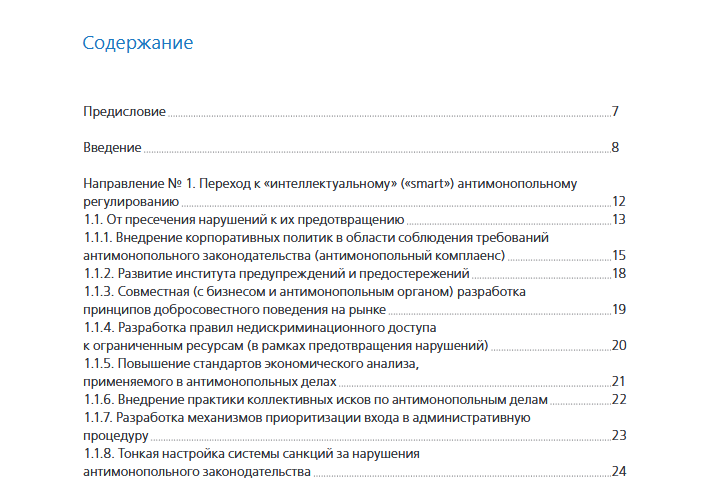 Содержание
Предисловие 7
Введение 8
Направление № 1. Переход к «интеллектуальному» («smart») антимонопольному
регулированию 12
1.1. От пресечения нарушений к их предотвращению 13
1.1.1. Внедрение корпоративных политик в области соблюдения требований
антимонопольного законодательства (антимонопольный комплаенс) 15
1.1.2. Развитие института предупреждений и предостережений 18
1.1.3. Совместная (с бизнесом и антимонопольным органом) разработка
принципов добросовестного поведения на рынке 19
1.1.4. Разработка правил недискриминационного доступа
к ограниченным ресурсам (в рамках предотвращения нарушений) 20
1.1.5. Повышение стандартов экономического анализа,
применяемого в антимонопольных делах 21
1.1.6. Внедрение практики коллективных исков по антимонопольным делам 22
1.1.7. Разработка механизмов приоритизации входа в административную
процедуру 23
1.1.8. Тонкая настройка системы санкций за нарушения
антимонопольного законодательства 24